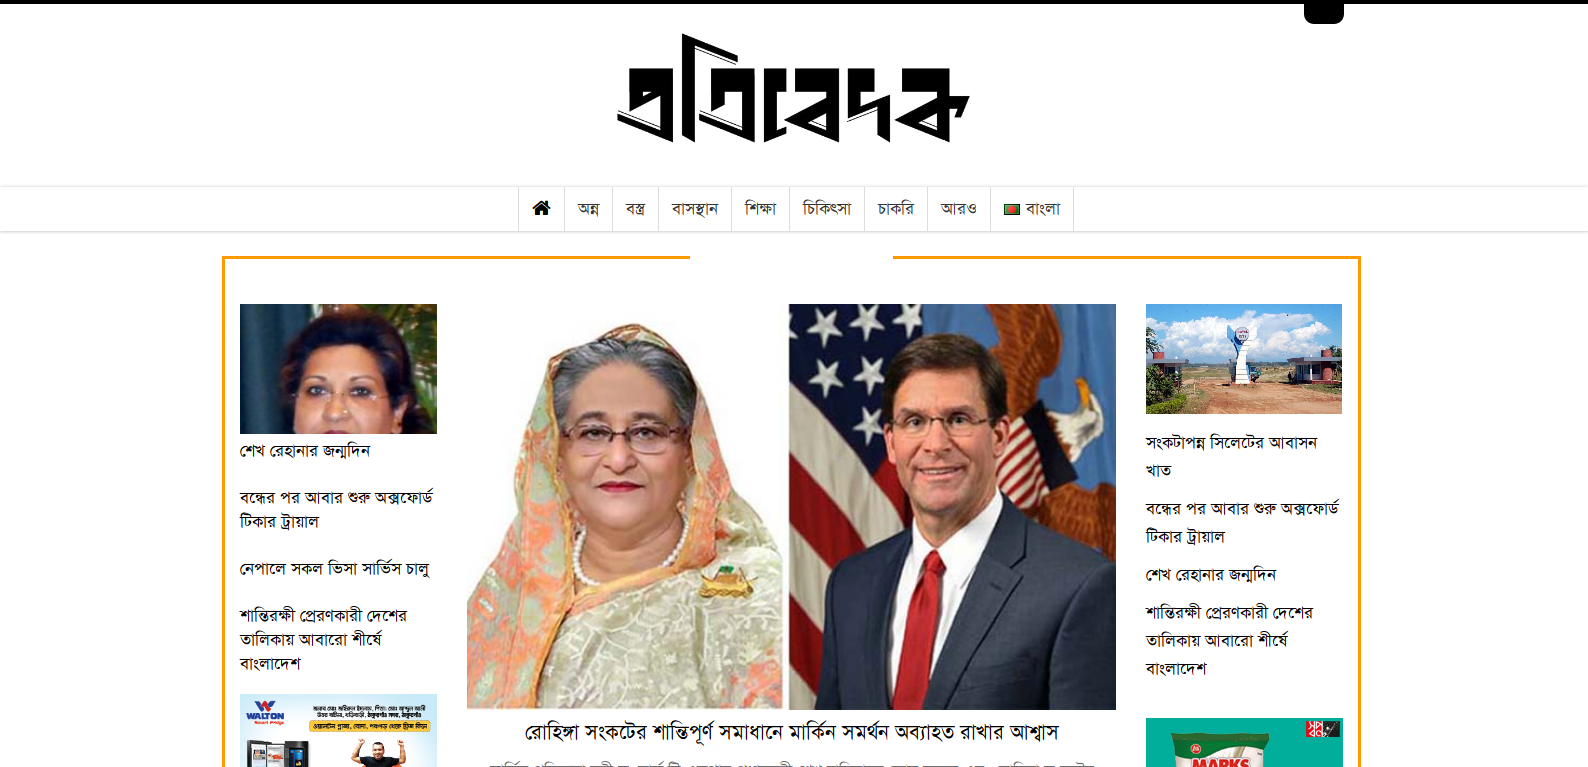 প্রতিবেদক
অন্ন
বস্ত্র
বাসস্থান
শিক্ষা
চিকিৎসা
চাকরি
আরও
বাংলা
শেখ রেহানার জন্মদিন
বন্ধের পর আবার শুরু অক্সফোর্ড
টিকার ট্রায়াল
নেপালে সকল ভিসা সার্ভিস চালু
শান্তিরক্ষী প্রেরণকারী দেশের
তালিকায় আবারো শীর্ষে
বাংলাদেশ
WALTON
রোহিঙ্গা সংকটের শান্তিপূর্ণ সমাধানে মার্কিন সমর্থন অব্যাহত রাখার আশ্বাস
সংকটাপন্ন সিলেটের আবাসন
খাত
বন্ধের পর আবার শুরু অক্সফোর্ড
টিকার ট্রায়াল
শেখ রেহানার জন্মদিন
শান্তিরক্ষী প্রেরণকারী দেশের
তালিকায় আবারো শীর্ষে
বাংলাদেশ
MARKS